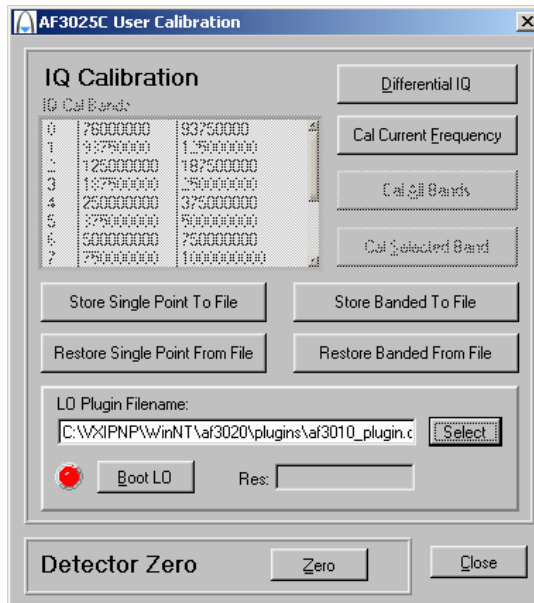 AF3025C User Calibration
IQ Calibration
Differential IQ
IQ Cal Bands
0 76000000 93750000
1 93750000 125000000
2 125000000 187500000
3 187500000 250000000
4 250000000 375000000
5 375000000 500000000
6 500000000 750000000
7 750000000 1000000000
Cal Current Frequency
Cal All Bands
Cal Selected Band
Store Single Point To File
Store Banded To File
Restore Single Point From File
Restore Banded From File
LO Plugin Filename:
C:\VXIPNP\WinNT\af3020\plugins\af3010_plugin.c
Select
Boot LO
Res:
Detector Zero
Zero
Close